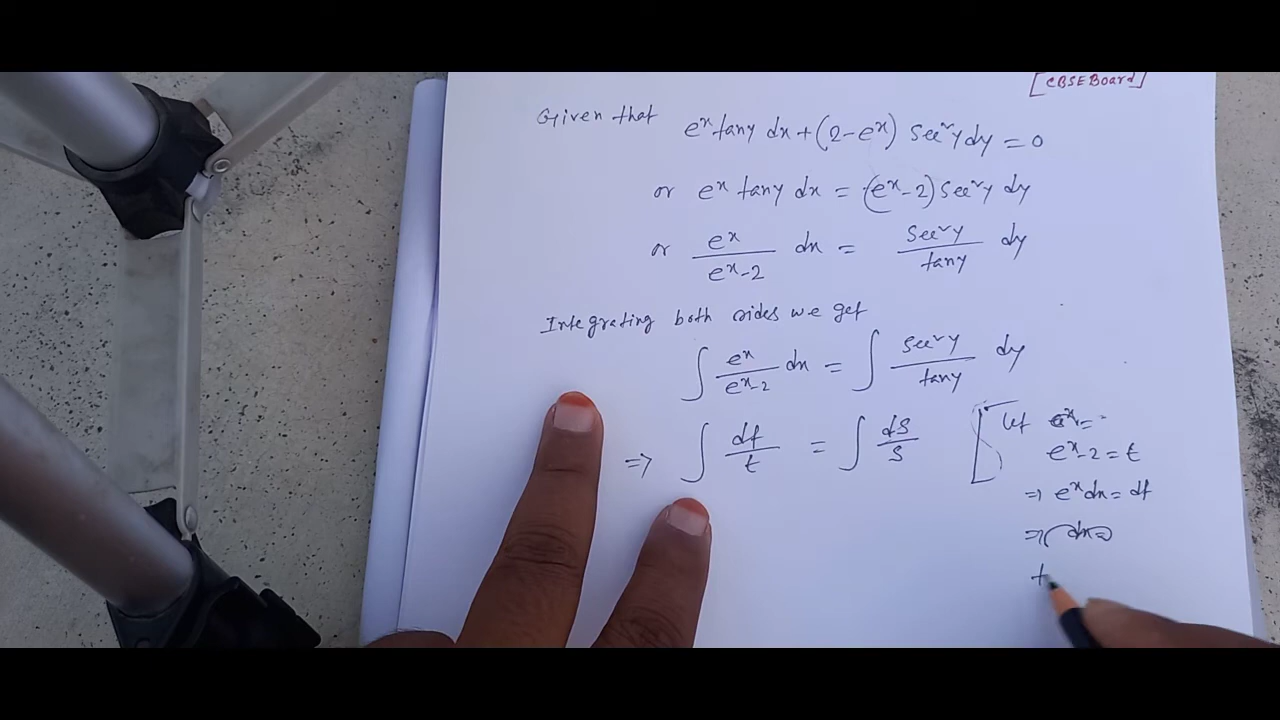 [CBSE Board]
Given that e^x tany dx + (2 - e^x) sec²y dy = 0
or e^x tany dx = (e^x - 2) sec²y dy
or e^x / e^x - 2 dx = sec²y / tany dy
Integrating both sides we get
∫ e^x / e^x - 2 dx = ∫ sec²y / tany dy
⇒ ∫ dt / t = ∫ ds / s [Let
e^x - 2 = t
⇒ e^x dx = dt
⇒ dx =
t